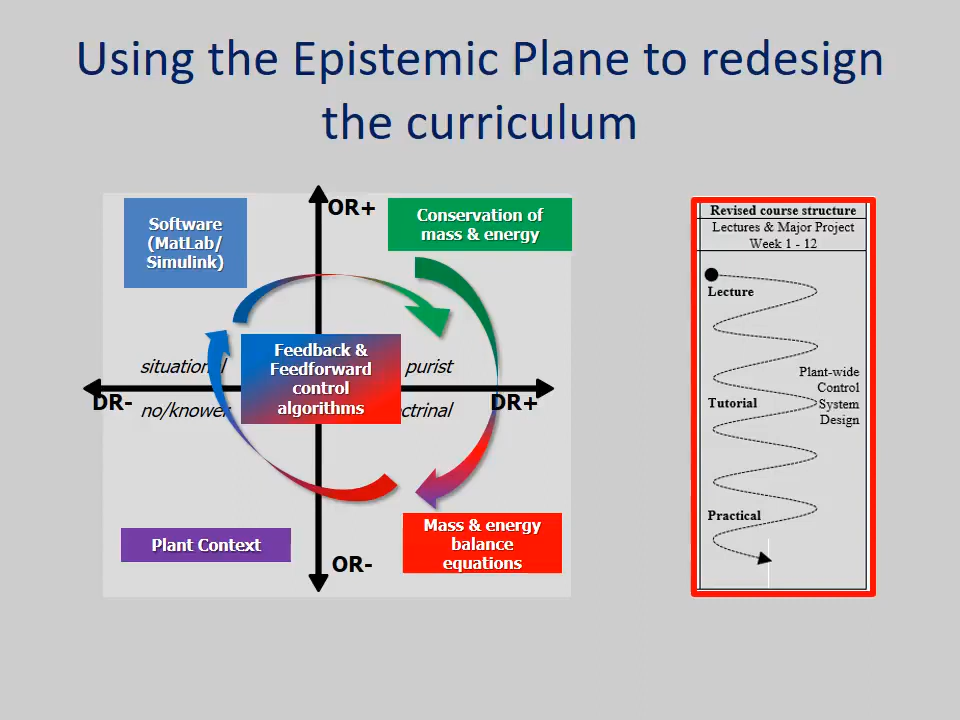 Using the Epistemic Plane to redesign
the curriculum
OR+
Software
(MatLab/
Simulink)
Conservation of
mass & energy
Feedback &
Feedforward
control
algorithms
situational
purist
DR-
DR+
no/knower
ctrinal
Plant Context
OR-
Mass & energy
balance
equations
Revised course structure
Lectures & Major Project
Week 1 - 12
Lecture
Plant-wide
Control
System
Design
Tutorial
Practical